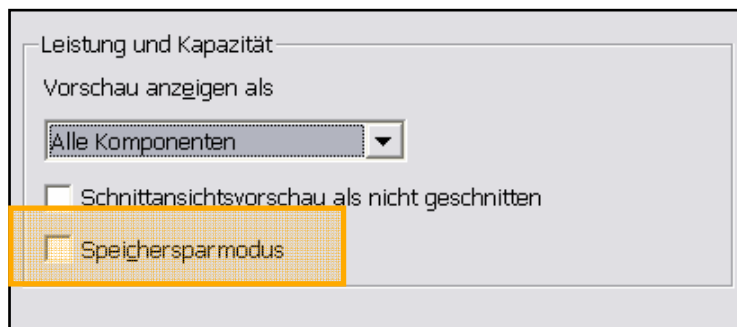 Leistung und Kapazität
Vorschau anzeigen als
Alle Komponenten
Schnittansichtsvorschau als nicht geschnitten
Speichersparmodus